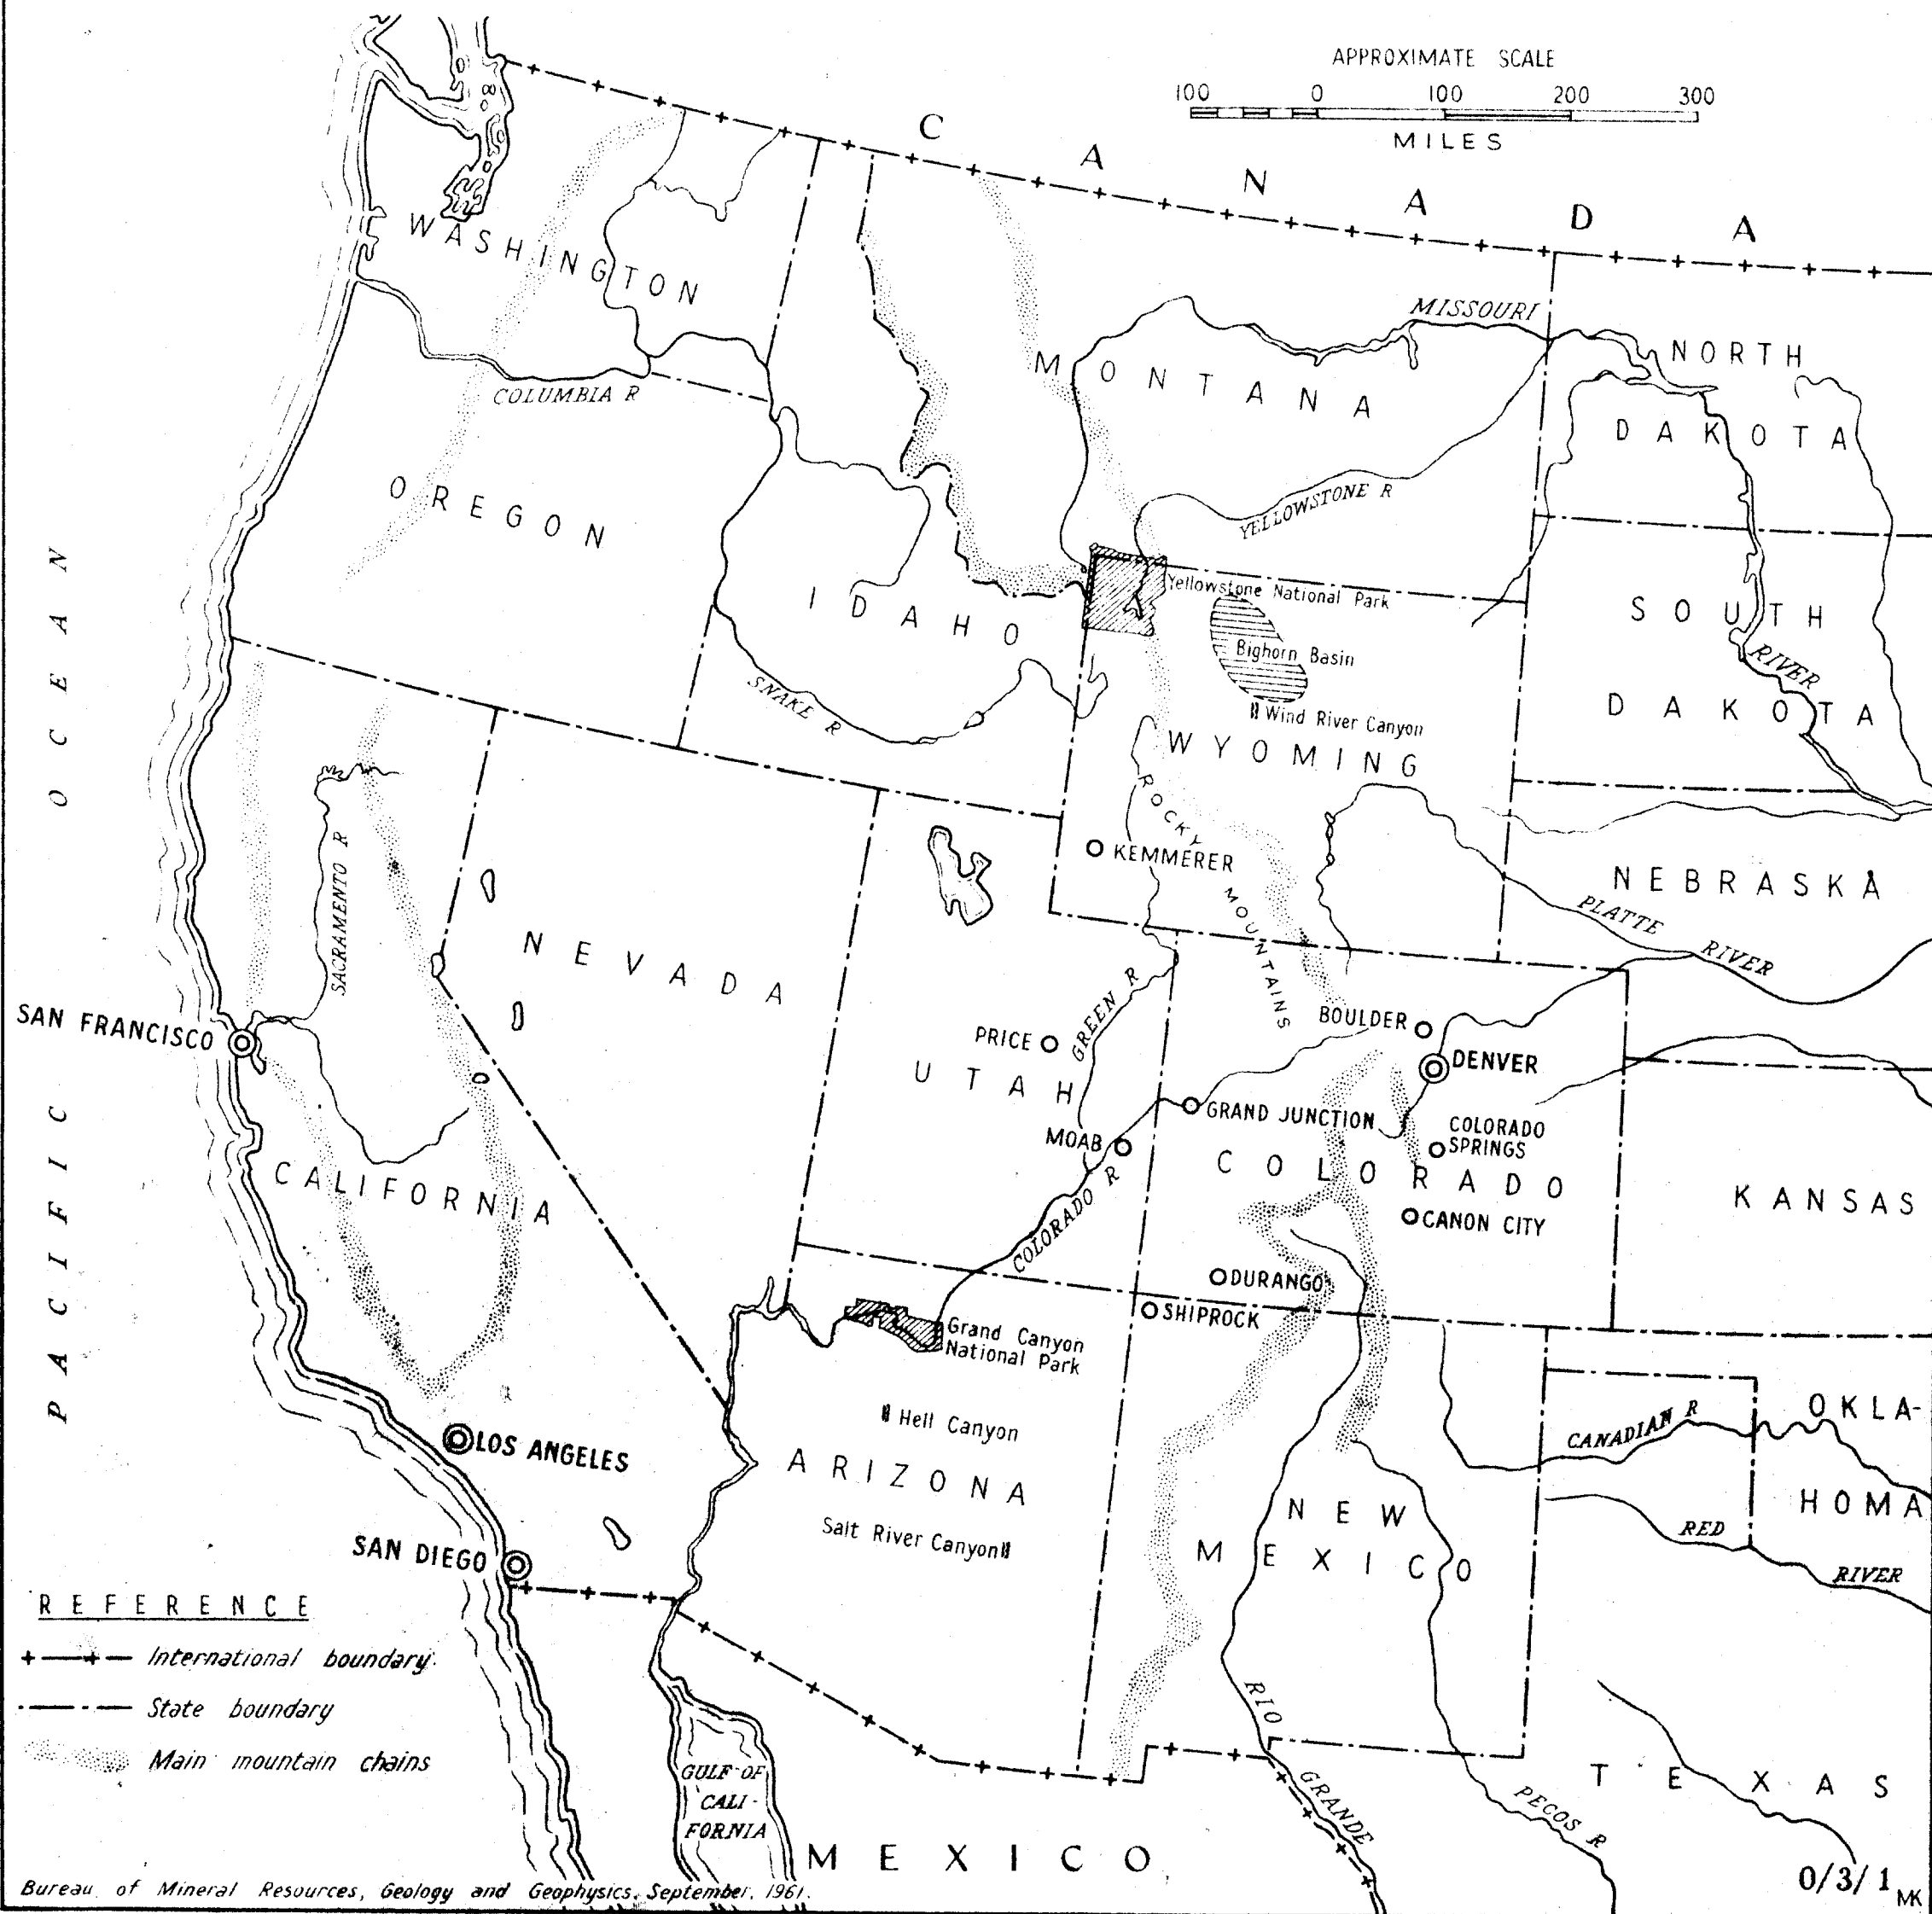 APPROXIMATE SCALE
100 0 100 200 300
MILES
CANADA
WASHINGTON
COLUMBIA R
OREGON
MONTANA
MISSOURI
YELLOWSTONE R
NORTH
DAKOTA
IDAHO
SNAKE R
Yellowstone National Park
Bighorn Basin
Wind River Canyon
WYOMING
ROCKY MOUNTAINS
KEMMERER
SOUTH
DAKOTA
RIVER
NEBRASKA
PLATTE RIVER
PACIFIC OCEAN
SACRAMENTO R
SAN FRANCISCO
NEVADA
CALIFORNIA
PRICE
GREEN R
UTAH
MOAB
COLORADO R
BOULDER
DENVER
GRAND JUNCTION
COLORADO
SPRINGS
COLORADO
CANON CITY
DURANGO
SHIPROCK
KANSAS
Grand Canyon
National Park
Hell Canyon
ARIZONA
Salt River Canyon
LOS ANGELES
SAN DIEGO
NEW
MEXICO
CANADIAN R
OKLA-
HOMA
RED RIVER
RIO GRANDE
PECOS R
TEXAS
GULF OF
CALI-
FORNIA
MEXICO
REFERENCE
International boundary.
State boundary
Main mountain chains
Bureau of Mineral Resources, Geology and Geophysics. September, 1961.
0/3/1
MK